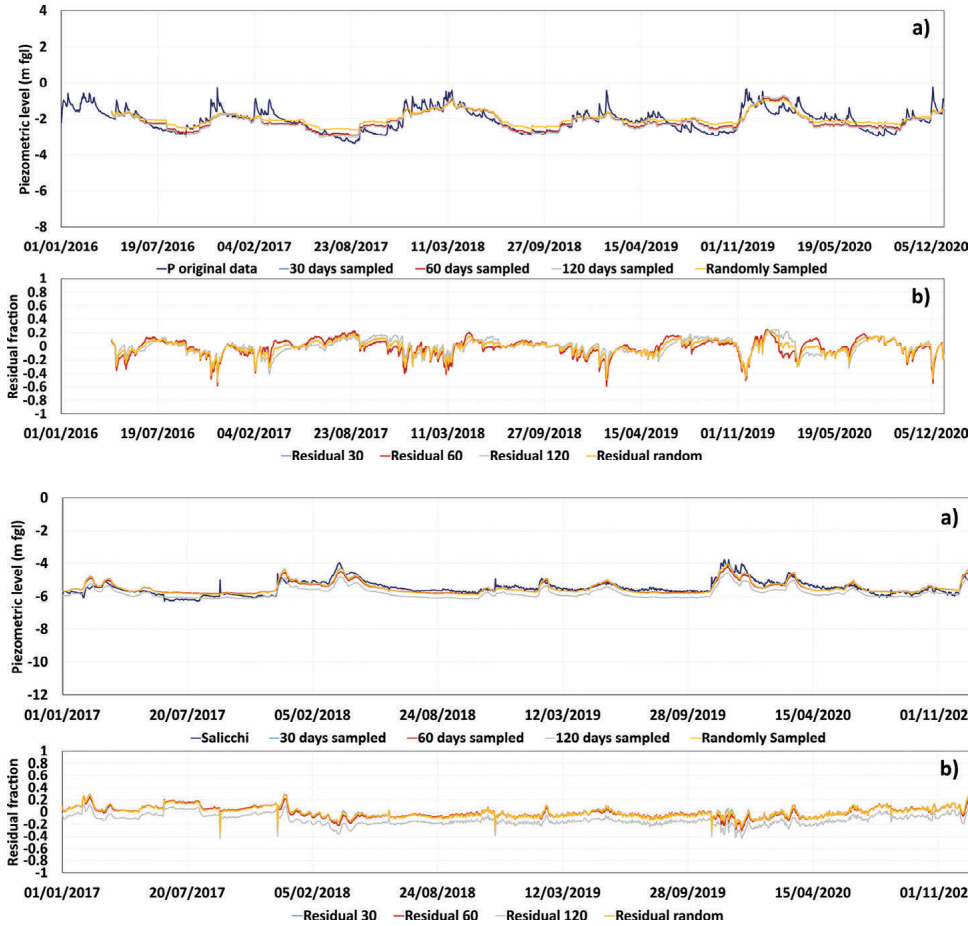 a)
Piezometric level (m fgl)
4
2
0
-2
-4
-6
-8
01/01/2016 19/07/2016 04/02/2017 23/08/2017 11/03/2018 27/09/2018 15/04/2019 01/11/2019 19/05/2020 05/12/2020
P original data 30 days sampled 60 days sampled 120 days sampled Randomly Sampled
b)
Residual fraction
1
0.8
0.6
0.4
0.2
0
-0.2
-0.4
-0.6
-0.8
-1
01/01/2016 19/07/2016 04/02/2017 23/08/2017 11/03/2018 27/09/2018 15/04/2019 01/11/2019 19/05/2020 05/12/2020
Residual 30 Residual 60 Residual 120 Residual random
a)
Piezometric level (m fgl)
0
-2
-4
-6
-8
-10
-12
01/01/2017 20/07/2017 05/02/2018 24/08/2018 12/03/2019 28/09/2019 15/04/2020 01/11/2020
Salicchi 30 days sampled 60 days sampled 120 days sampled Randomly Sampled
b)
Residual fraction
1
0.8
0.6
0.4
0.2
0
-0.2
-0.4
-0.6
-0.8
-1
01/01/2017 20/07/2017 05/02/2018 24/08/2018 12/03/2019 28/09/2019 15/04/2020 01/11/202
Residual 30 Residual 60 Residual 120 Residual random